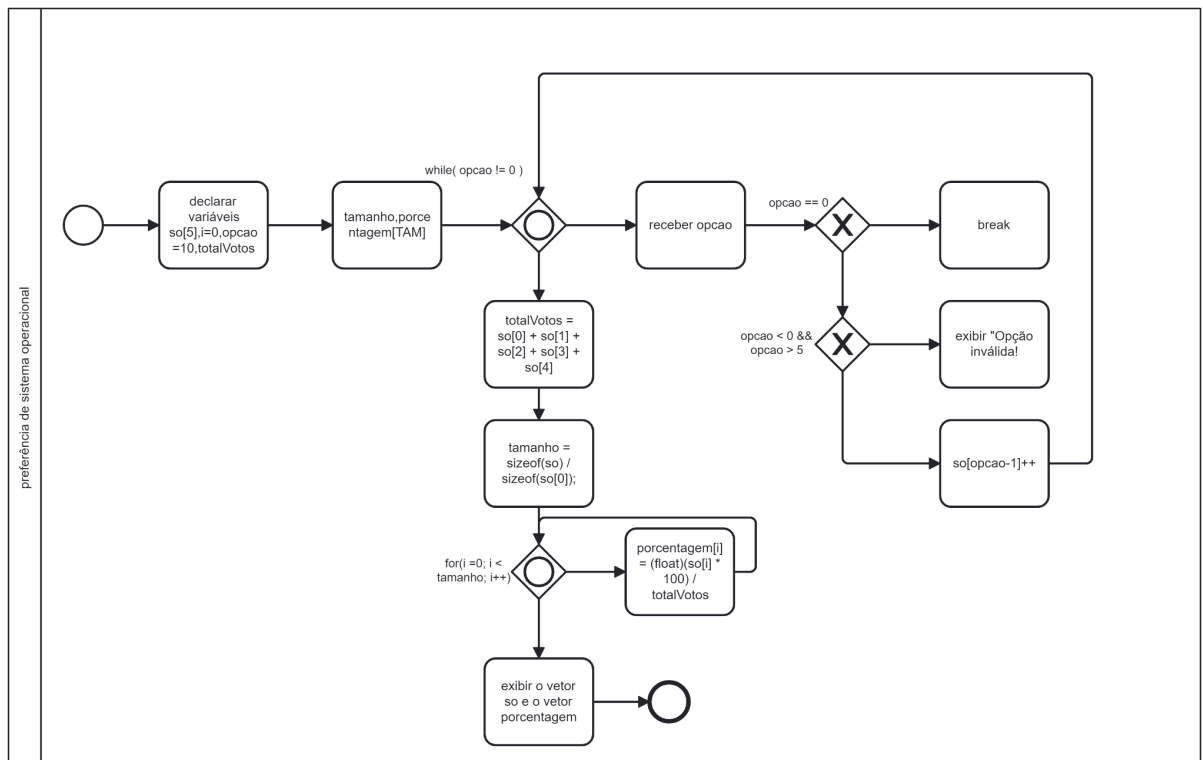 preferência de sistema operacional
declarar
variáveis
so[5],i=0,opcao
=10,totalVotos
tamanho,porce
ntagem[TAM]
while( opcao != 0 )
receber opcao
opcao == 0
break
opcao < 0 &&
opcao > 5
exibir "Opção
inválida!
so[opcao-1]++
totalVotos =
so[0] + so[1] +
so[2] + so[3] +
so[4]
tamanho =
sizeof(so) /
sizeof(so[0]);
for(i =0; i <
tamanho; i++)
porcentagem[i]
= (float)(so[i] *
100) /
totalVotos
exibir o vetor
so e o vetor
porcentagem